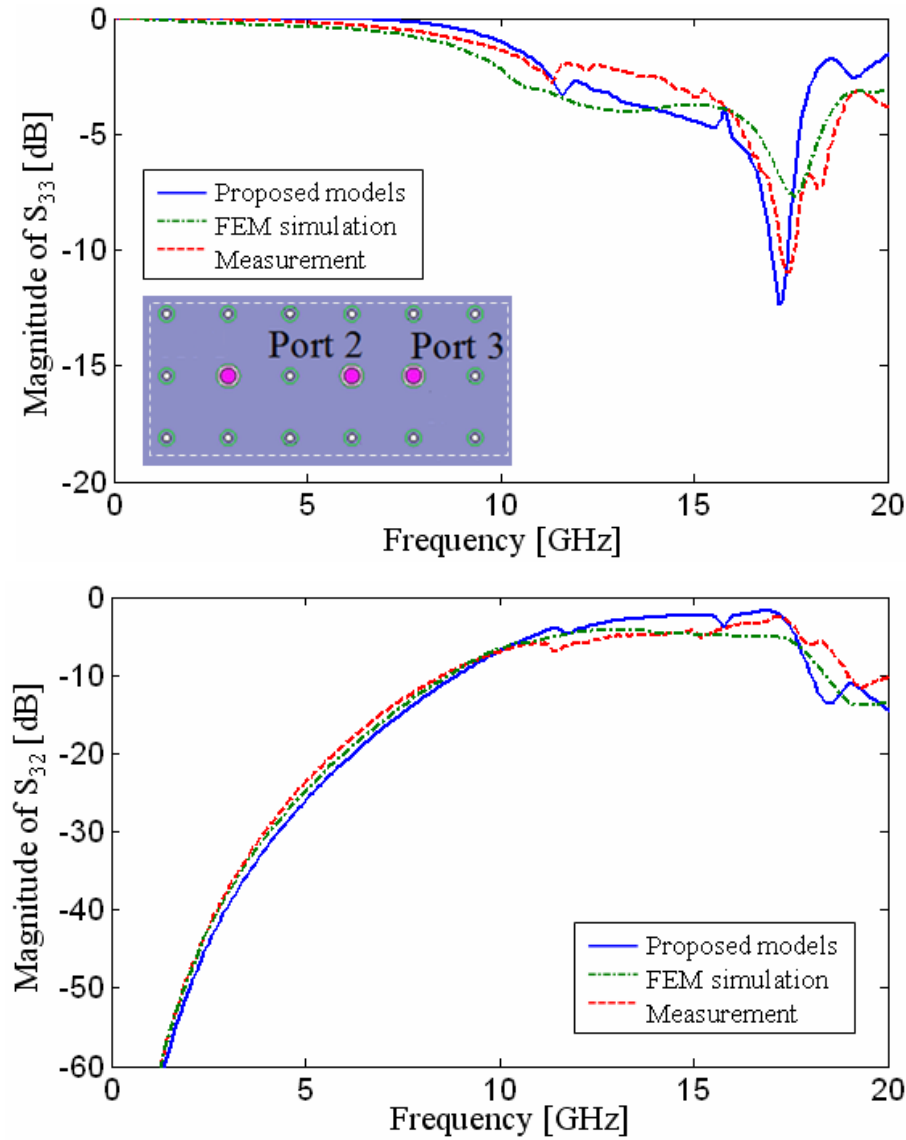 0
-5
-10
-15
-20
Magnitude of S33 [dB]
Proposed models
FEM simulation
Measurement
Port 2 Port 3
0 5 10 15 20
Frequency [GHz]
0
-10
-20
-30
-40
-50
-60
Magnitude of S32 [dB]
Proposed models
FEM simulation
Measurement
0 5 10 15 20
Frequency [GHz]